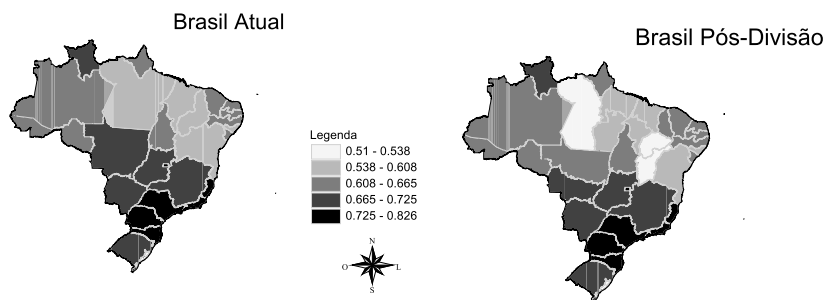 Brasil Atual
Brasil Pós-Divisão
Legenda
0.51 - 0.538
0.538 - 0.608
0.608 - 0.665
0.665 - 0.725
0.725 - 0.826
N
O L
S